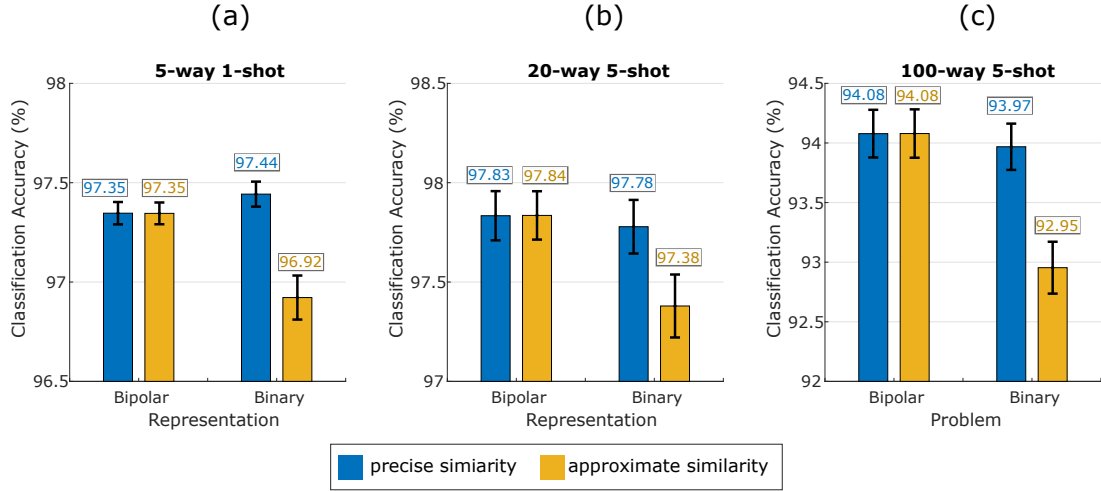 (a)
5-way 1-shot
Classification Accuracy (%)
98
97.5
97
96.5
97.35
97.35
97.44
96.92
Bipolar
Binary
Representation
(b)
20-way 5-shot
Classification Accuracy (%)
98.5
98
97.5
97
97.83
97.84
97.78
97.38
Bipolar
Binary
Representation
(c)
100-way 5-shot
Classification Accuracy (%)
94.5
94
93.5
93
92.5
92
94.08
94.08
93.97
92.95
Bipolar
Binary
Problem
precise simiarity
approximate similarity